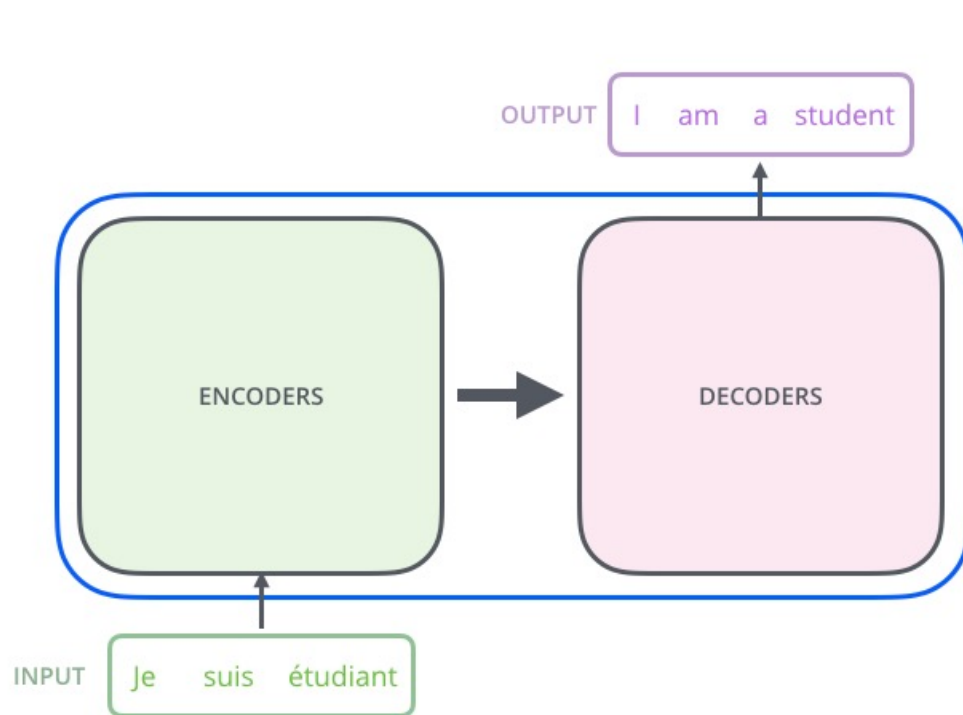 OUTPUT I am a student
ENCODERS DECODERS
INPUT Je suis étudiant